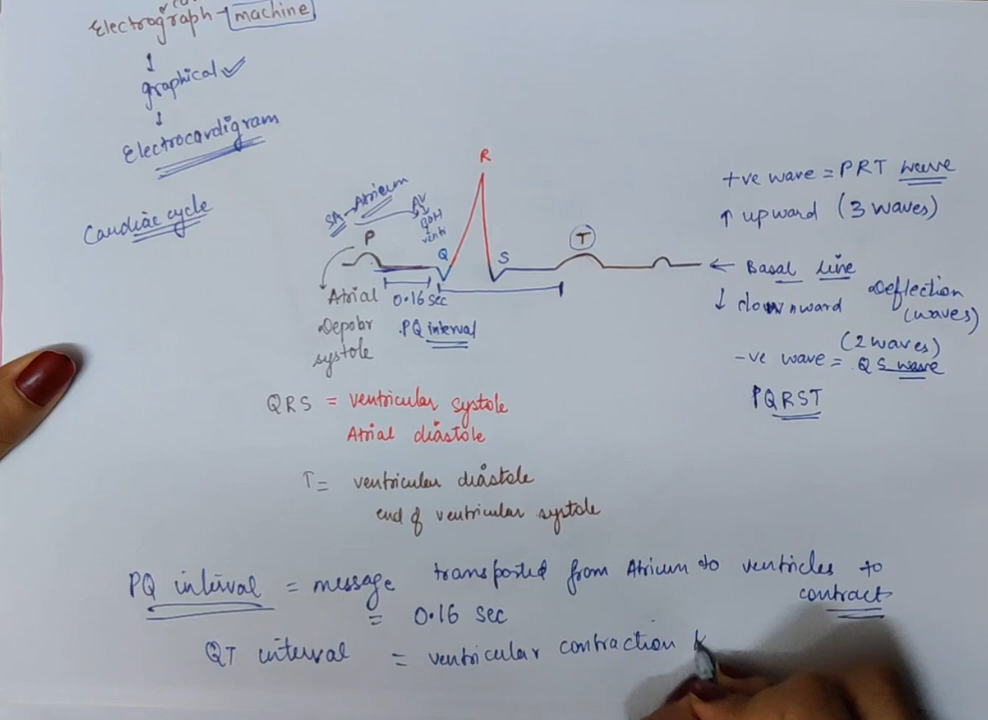 Electrograph - machine
↓
graphical ✓
↓
Electrocardigram
Cardiac cycle
R
SA - Atrium
AV
P
Q
S
T
Atrial
Depolar
systole
0.16 sec
PQ interval
+ve wave = PRT wave
↑ upward (3 waves)
← Basal line
↓ downward
Deflection
(waves)
(2 waves)
-ve wave = QS wave
PQRST
QRS = ventricular systole
Atrial diastole
T = ventricular diastole
end of ventricular systole
PQ interval = message transported from Atrium to ventricles to
contract
= 0.16 sec
QT interval = ventricular contraction